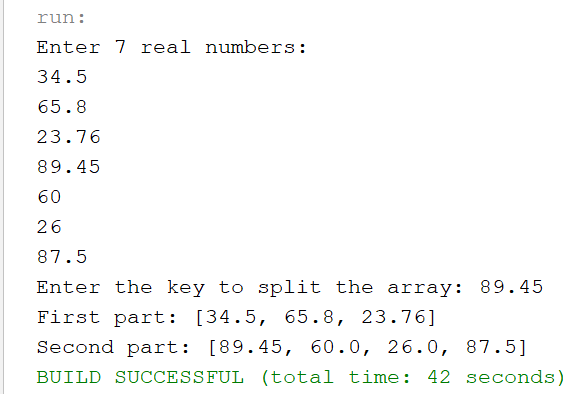 run:
Enter 7 real numbers:
34.5
65.8
23.76
89.45
60
26
87.5
Enter the key to split the array: 89.45
First part: [34.5, 65.8, 23.76]
Second part: [89.45, 60.0, 26.0, 87.5]
BUILD SUCCESSFUL (total time: 42 seconds)